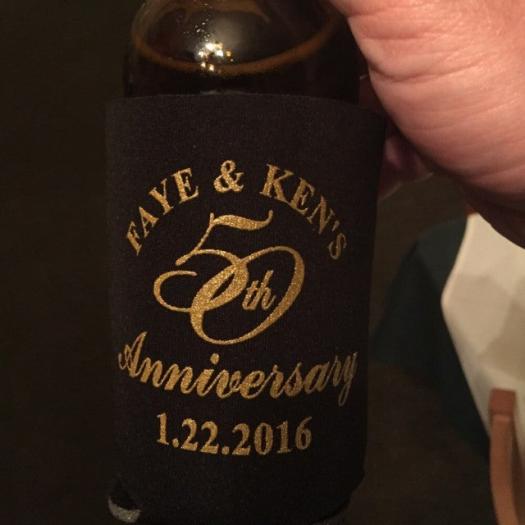 FAYE & KEN'S
50th
Anniversary
1.22.2016